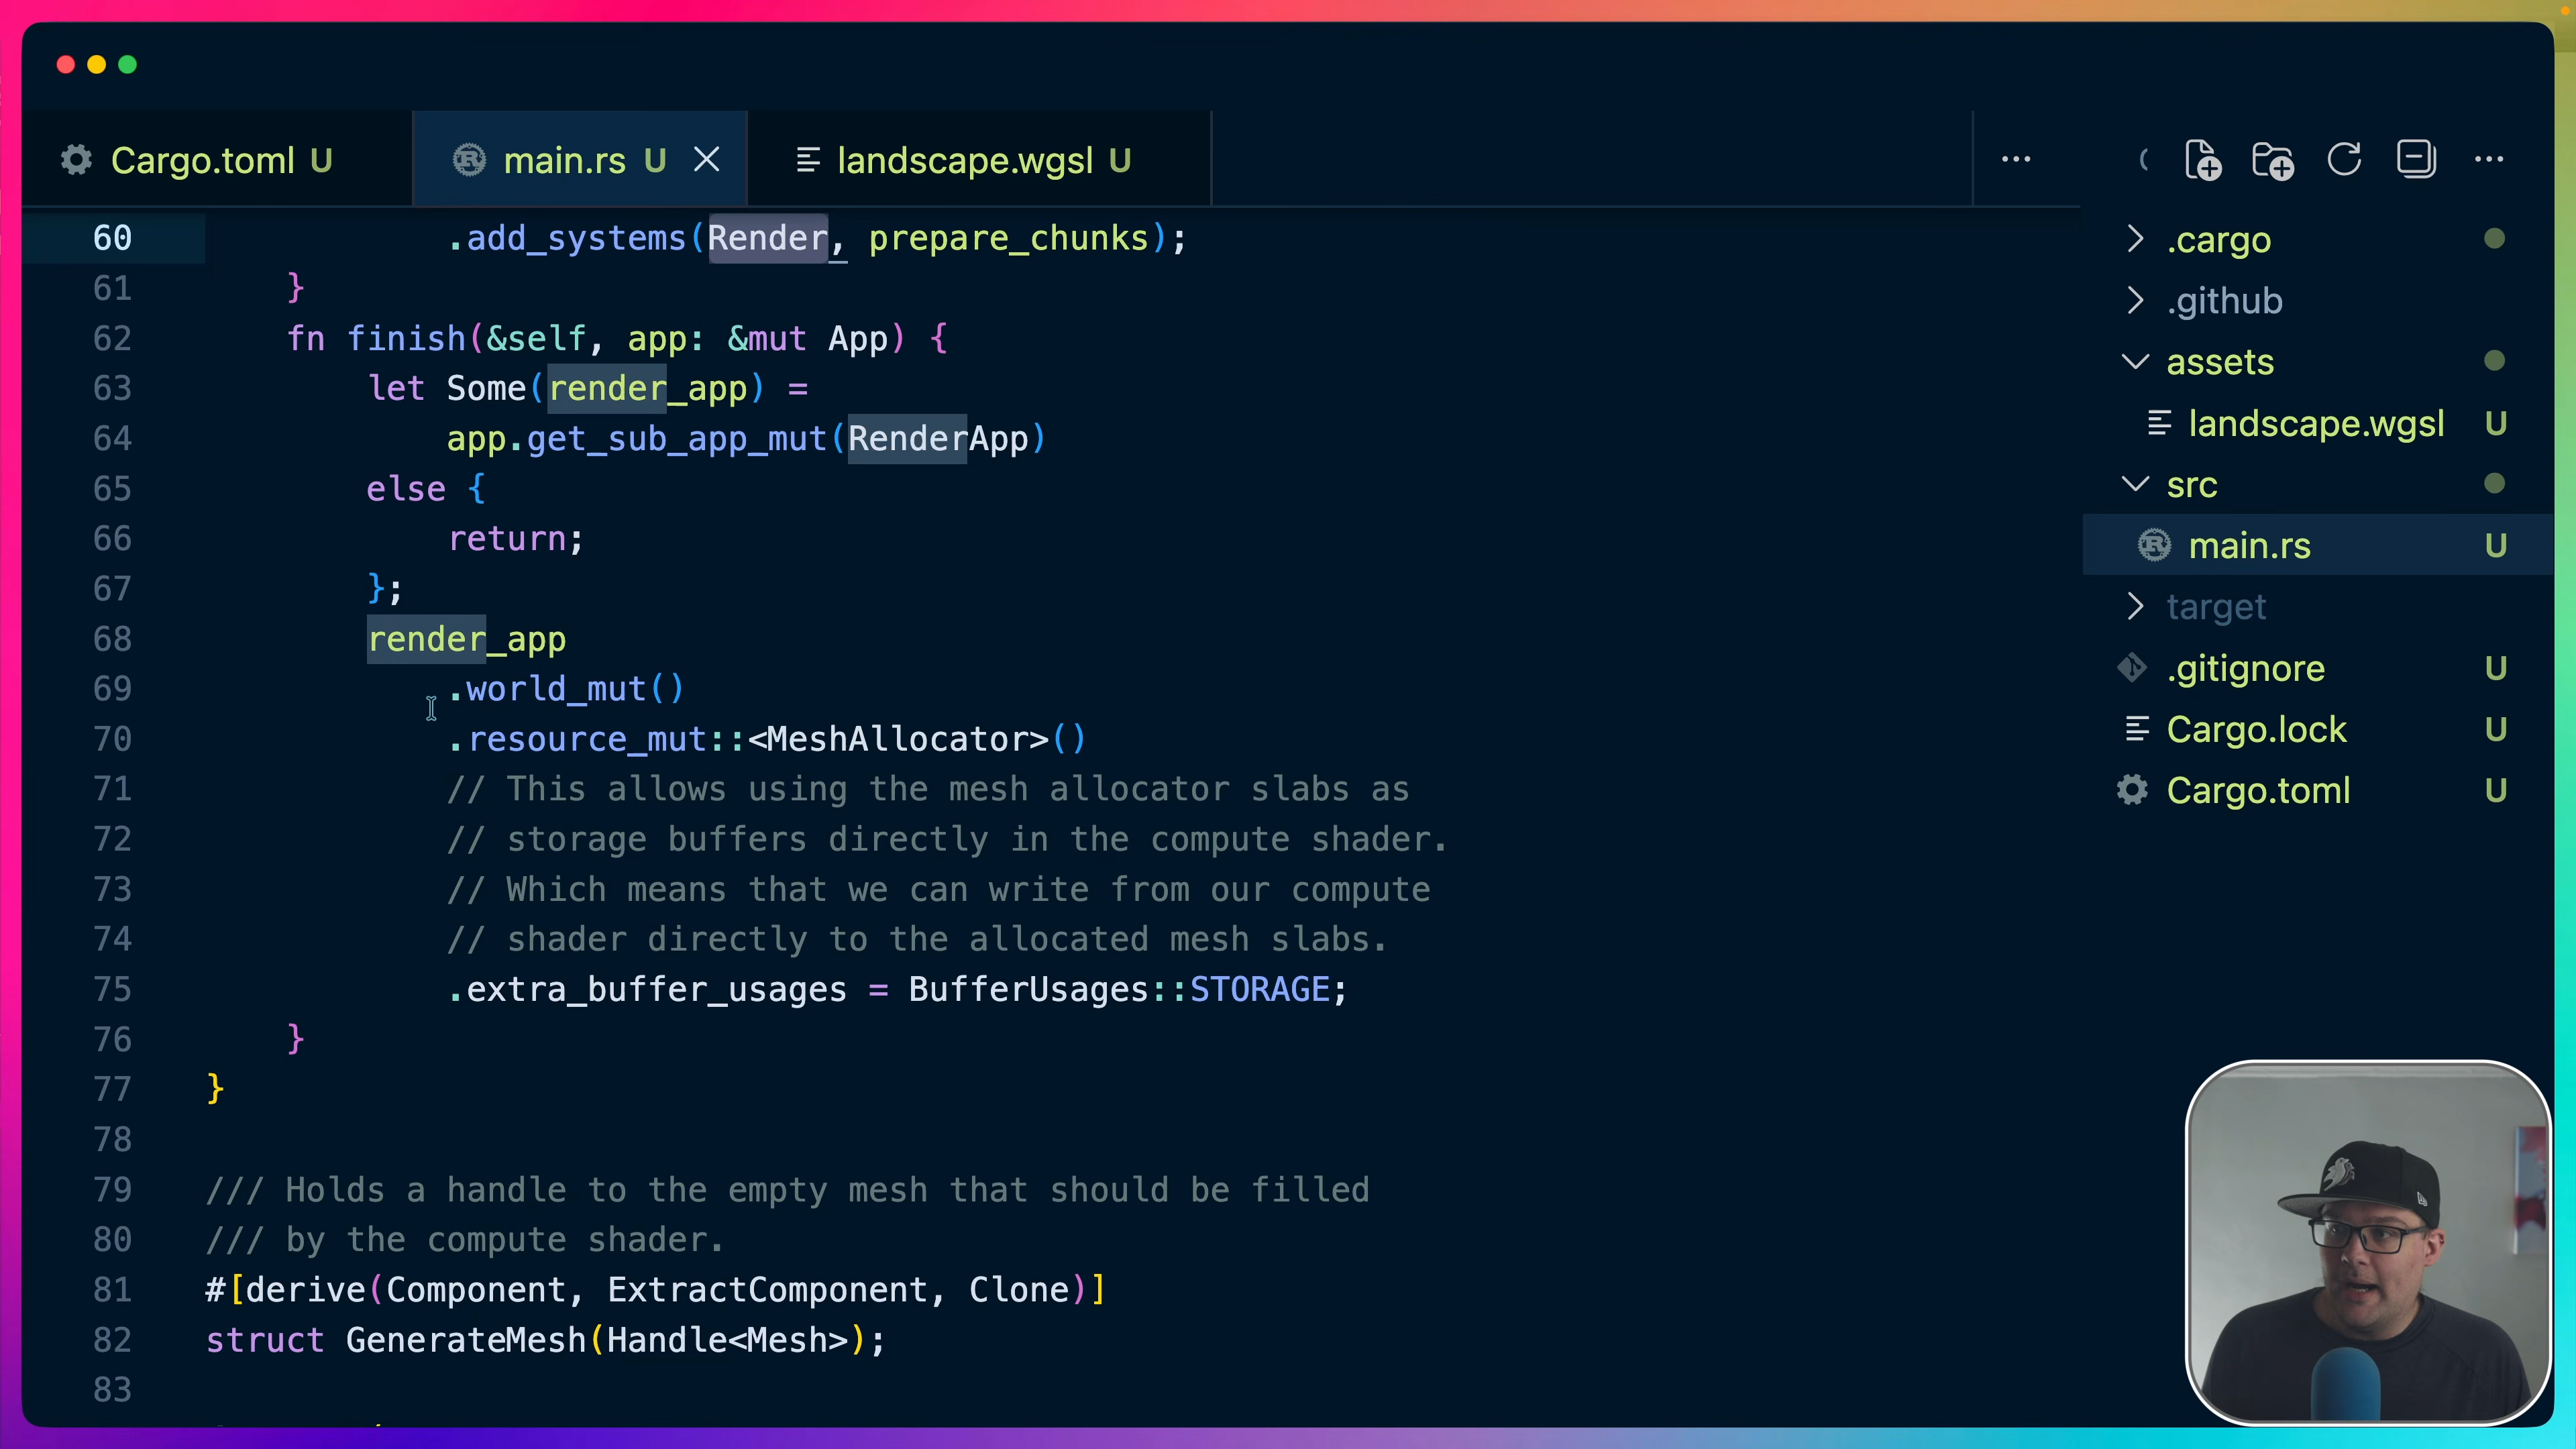 Cargo.toml U
main.rs U
landscape.wgsl U
60 .add_systems(Render, prepare_chunks);
61 }
62 fn finish(&self, app: &mut App) {
63 let Some(render_app) =
64 app.get_sub_app_mut(RenderApp)
65 else {
66 return;
67 };
68 render_app
69 .world_mut()
70 .resource_mut::<MeshAllocator>()
71 // This allows using the mesh allocator slabs as
72 // storage buffers directly in the compute shader.
73 // Which means that we can write from our compute
74 // shader directly to the allocated mesh slabs.
75 .extra_buffer_usages = BufferUsages::STORAGE;
76 }
77 }
78
79 /// Holds a handle to the empty mesh that should be filled
80 /// by the compute shader.
81 #[derive(Component, ExtractComponent, Clone)]
82 struct GenerateMesh(Handle<Mesh>);
83
.cargo
.github
assets
landscape.wgsl U
src
main.rs U
target
.gitignore U
Cargo.lock U
Cargo.toml U